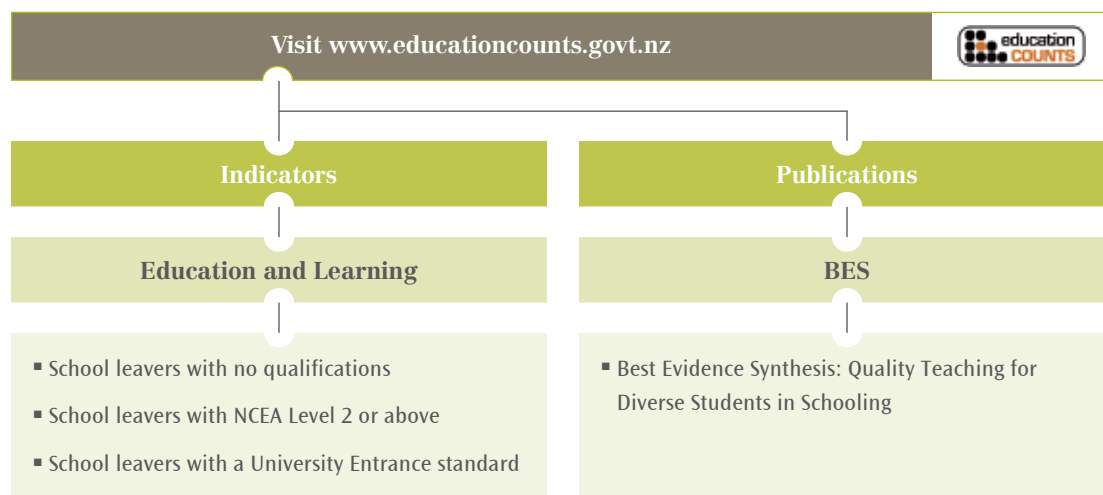 Visit www.educationcounts.govt.nz
education
COUNTS
Indicators
Publications
Education and Learning
BES
▪ School leavers with no qualifications
▪ School leavers with NCEA Level 2 or above
▪ School leavers with a University Entrance standard
▪ Best Evidence Synthesis: Quality Teaching for
Diverse Students in Schooling